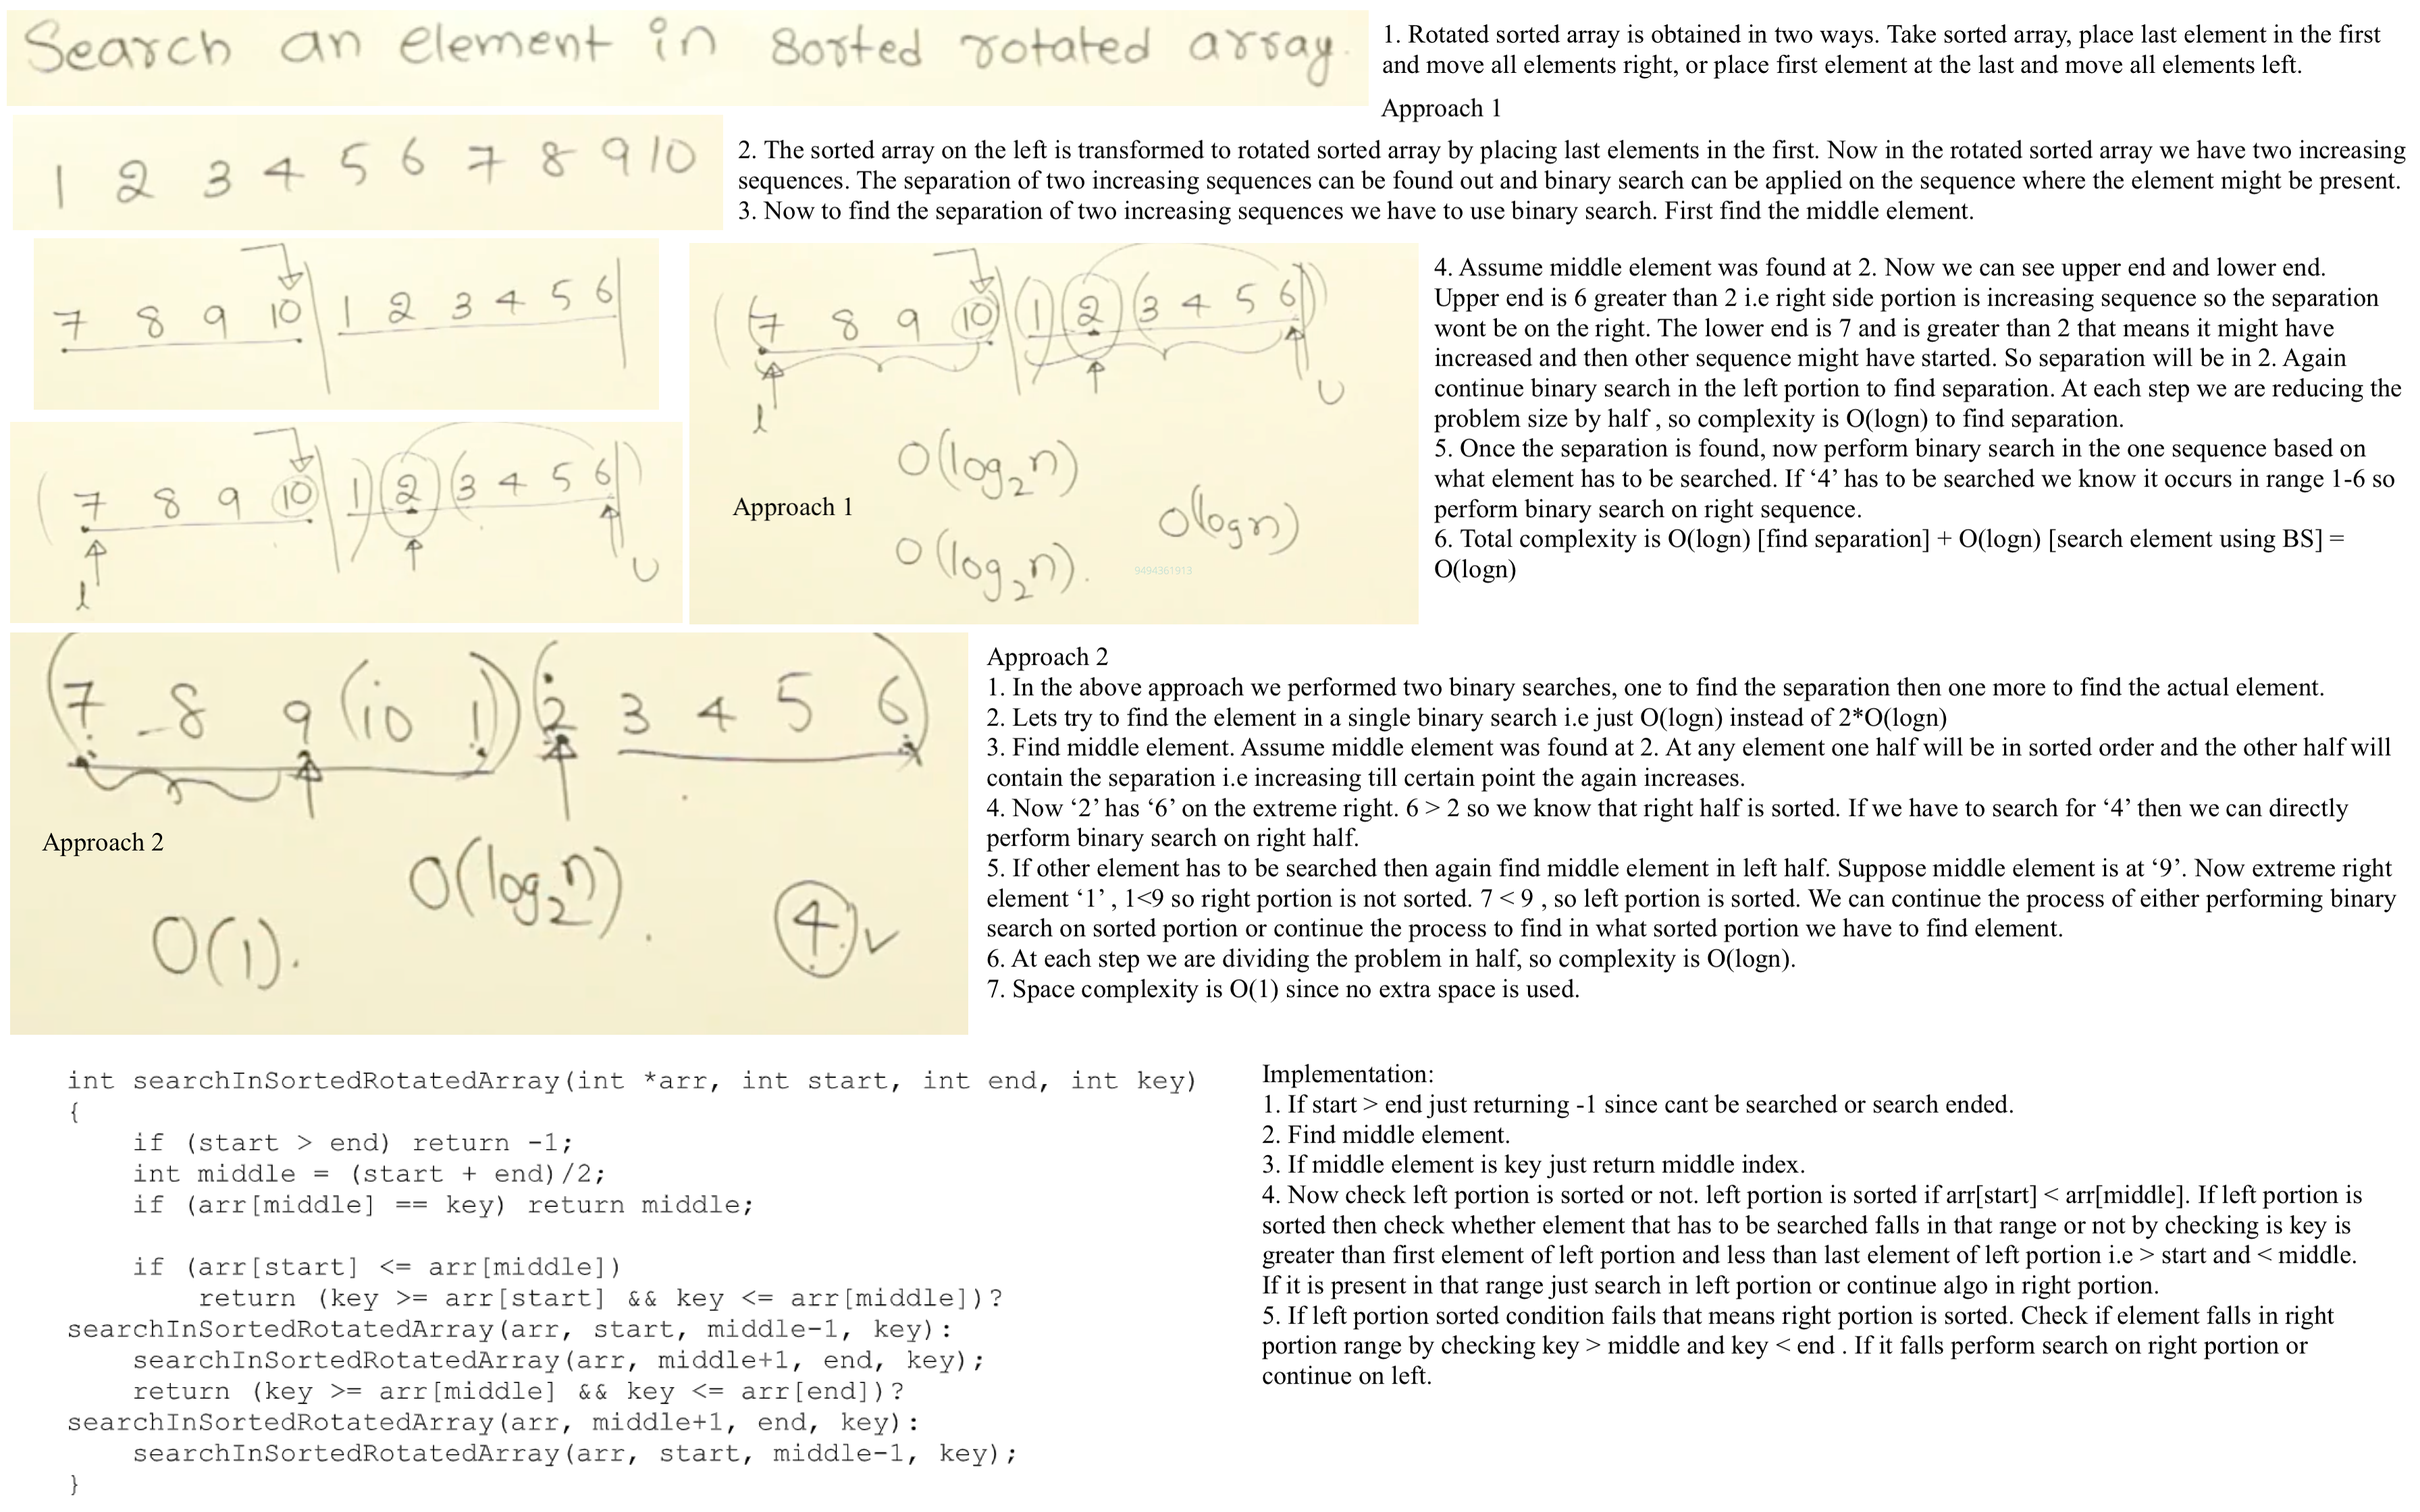 Search an element in sorted rotated array.
1. Rotated sorted array is obtained in two ways. Take sorted array, place last element in the first
and move all elements right, or place first element at the last and move all elements left.
Approach 1
1 2 3 4 5 6 7 8 9 10
2. The sorted array on the left is transformed to rotated sorted array by placing last elements in the first. Now in the rotated sorted array we have two increasing
sequences. The separation of two increasing sequences can be found out and binary search can be applied on the sequence where the element might be present.
3. Now to find the separation of two increasing sequences we have to use binary search. First find the middle element.
7 8 9 10 | 1 2 3 4 5 6
(7 8 9 10 | 1) 2 (3 4 5 6)
l
U
(7 8 9 10 | (1) 2 (3 4 5 6))
l
U
O(log2n)
Approach 1
O(logn)
O(log2n).
9494361913
4. Assume middle element was found at 2. Now we can see upper end and lower end.
Upper end is 6 greater than 2 i.e right side portion is increasing sequence so the separation
wont be on the right. The lower end is 7 and is greater than 2 that means it might have
increased and then other sequence might have started. So separation will be in 2. Again
continue binary search in the left portion to find separation. At each step we are reducing the
problem size by half , so complexity is O(logn) to find separation.
5. Once the separation is found, now perform binary search in the one sequence based on
what element has to be searched. If ‘4’ has to be searched we know it occurs in range 1-6 so
perform binary search on right sequence.
6. Total complexity is O(logn) [find separation] + O(logn) [search element using BS] =
O(logn)
(7 8 9 (10 1)) (2 3 4 5 6)
Approach 2
O(log2n).
O(1).
4
Approach 2
1. In the above approach we performed two binary searches, one to find the separation then one more to find the actual element.
2. Lets try to find the element in a single binary search i.e just O(logn) instead of 2*O(logn)
3. Find middle element. Assume middle element was found at 2. At any element one half will be in sorted order and the other half will
contain the separation i.e increasing till certain point the again increases.
4. Now ‘2’ has ‘6’ on the extreme right. 6 > 2 so we know that right half is sorted. If we have to search for ‘4’ then we can directly
perform binary search on right half.
5. If other element has to be searched then again find middle element in left half. Suppose middle element is at ‘9’. Now extreme right
element ‘1’ , 1<9 so right portion is not sorted. 7 < 9 , so left portion is sorted. We can continue the process of either performing binary
search on sorted portion or continue the process to find in what sorted portion we have to find element.
6. At each step we are dividing the problem in half, so complexity is O(logn).
7. Space complexity is O(1) since no extra space is used.
int searchInSortedRotatedArray(int *arr, int start, int end, int key)
{
if (start > end) return -1;
int middle = (start + end)/2;
if (arr[middle] == key) return middle;
if (arr[start] <= arr[middle])
return (key >= arr[start] && key <= arr[middle])?
searchInSortedRotatedArray(arr, start, middle-1, key):
searchInSortedRotatedArray(arr, middle+1, end, key);
return (key >= arr[middle] && key <= arr[end])?
searchInSortedRotatedArray(arr, middle+1, end, key):
searchInSortedRotatedArray(arr, start, middle-1, key);
}
Implementation:
1. If start > end just returning -1 since cant be searched or search ended.
2. Find middle element.
3. If middle element is key just return middle index.
4. Now check left portion is sorted or not. left portion is sorted if arr[start] < arr[middle]. If left portion is
sorted then check whether element that has to be searched falls in that range or not by checking is key is
greater than first element of left portion and less than last element of left portion i.e > start and < middle.
If it is present in that range just search in left portion or continue algo in right portion.
5. If left portion sorted condition fails that means right portion is sorted. Check if element falls in right
portion range by checking key > middle and key < end . If it falls perform search on right portion or
continue on left.